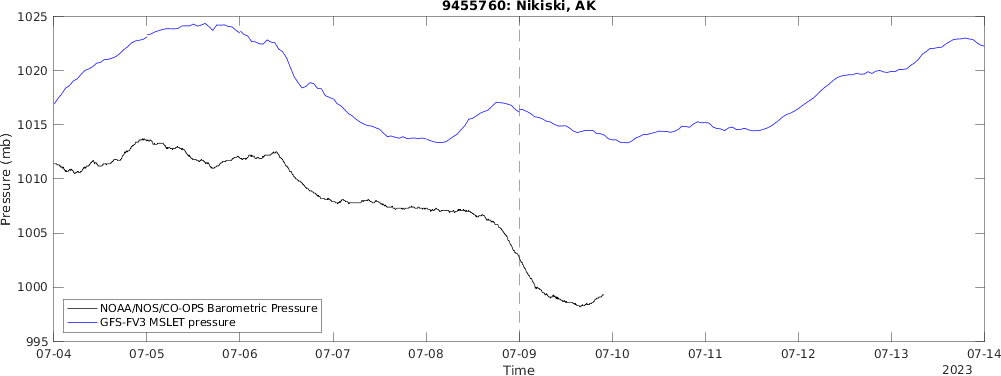 9455760: Nikiski, AK
Pressure (mb)
1025
1020
1015
1010
1005
1000
995
NOAA/NOS/CO-OPS Barometric Pressure
GFS-FV3 MSLET pressure
07-04 07-05 07-06 07-07 07-08 07-09 07-10 07-11 07-12 07-13 07-14
Time
2023